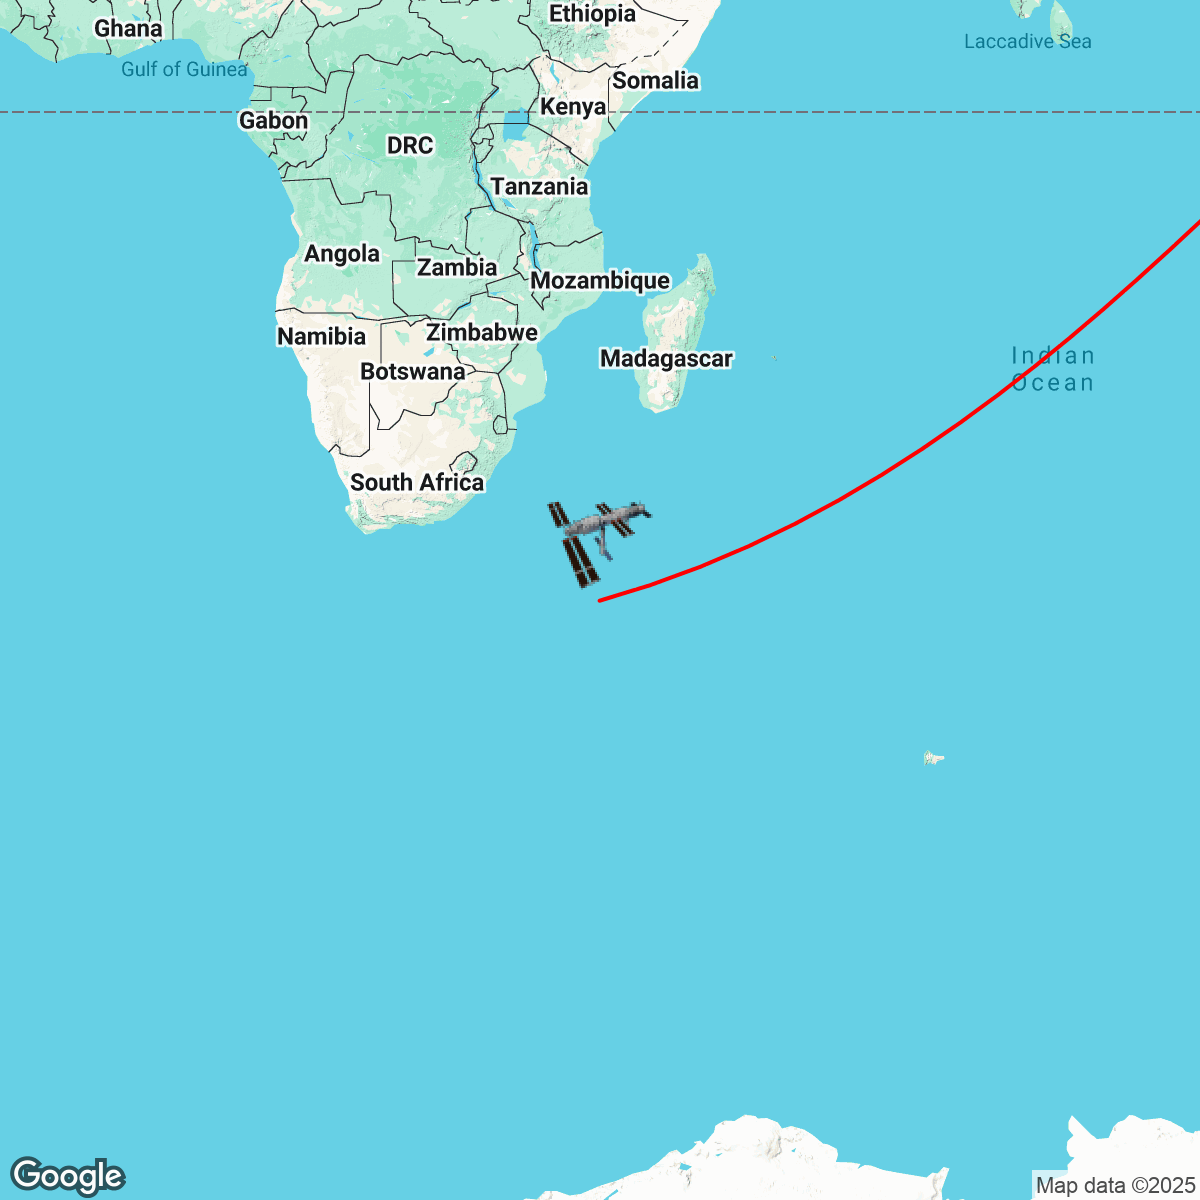 Ethiopia
Ghana
Laccadive Sea
Gulf of Guinea
Somalia
Kenya
Gabon
DRC
Tanzania
Angola
Zambia
Mozambique
Zimbabwe
Namibia
Madagascar
Indian
Ocean
Botswana
South Africa
Google
Map data ©2025